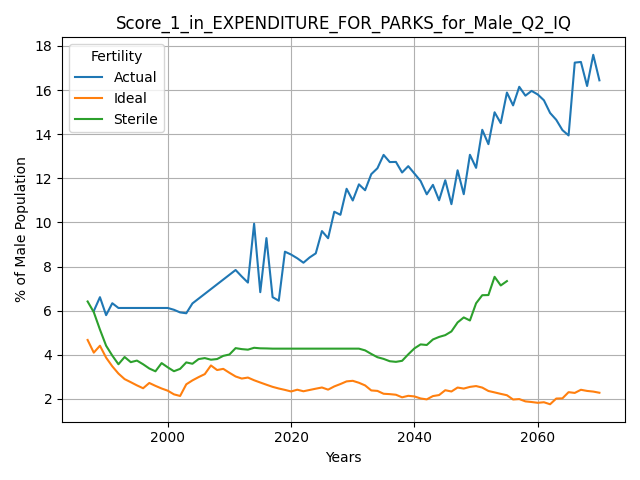 Score_1_in_EXPENDITURE_FOR_PARKS_for_Male_Q2_IQ
Fertility
Actual
Ideal
Sterile
% of Male Population
18
16
14
12
10
8
6
4
2
2000
2020
2040
2060
Years